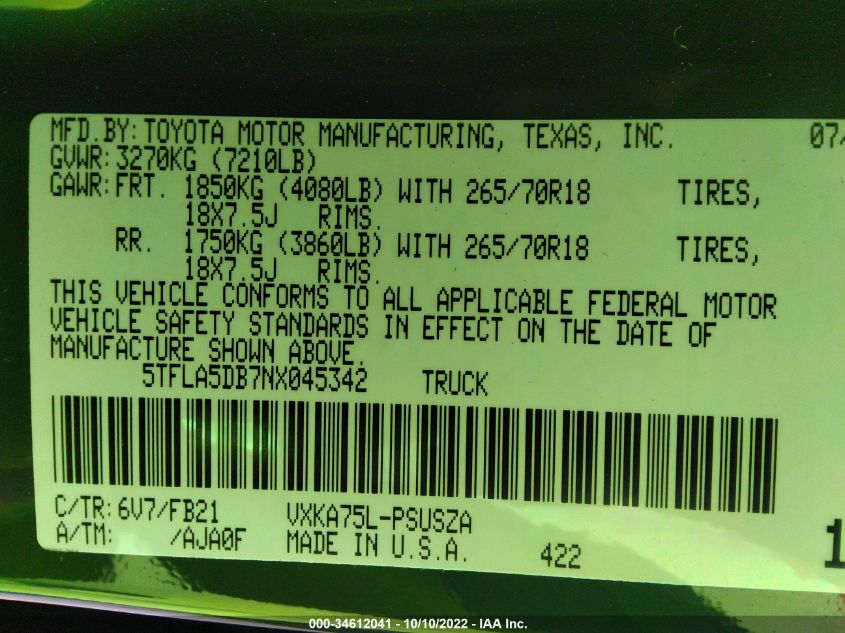 MFD.BY: TOYOTA MOTOR MANUFACTURING, TEXAS, INC. 07/
GVWR: 3270KG (7210LB)
GAWR: FRT. 1850KG (4080LB) WITH 265/70R18 TIRES,
18X7.5J RIMS.
RR. 1750KG (3860LB) WITH 265/70R18 TIRES,
18X7.5J RIMS.
THIS VEHICLE CONFORMS TO ALL APPLICABLE FEDERAL MOTOR
VEHICLE SAFETY STANDARDS IN EFFECT ON THE DATE OF
MANUFACTURE SHOWN ABOVE.
5TFLA5DB7NX045342 TRUCK
C/TR: 6V7/FB21 VXKA75L-PSUSZA
A/TM: /AJA0F MADE IN U.S.A. 422 1
000-34612041 - 10/10/2022 - IAA Inc.